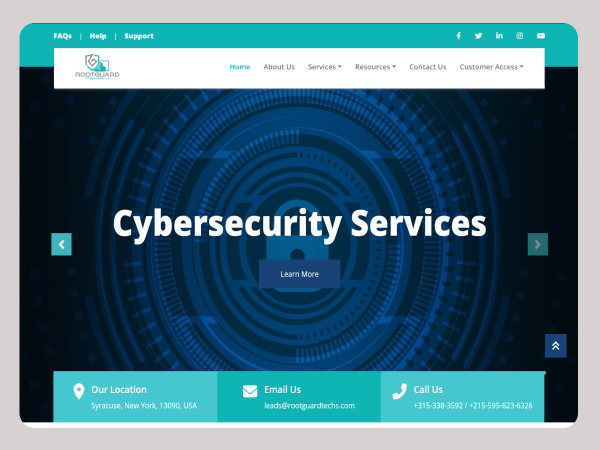 FAQs | Help | Support
ROOTGUARD
Home About Us Services Resources Contact Us Customer Access
Cybersecurity Services
Learn More
Our Location
Syracuse, New York, 13090, USA
Email Us
leads@rootguardtechs.com
Call Us
+315-338-3592 / +215-595-623-6326